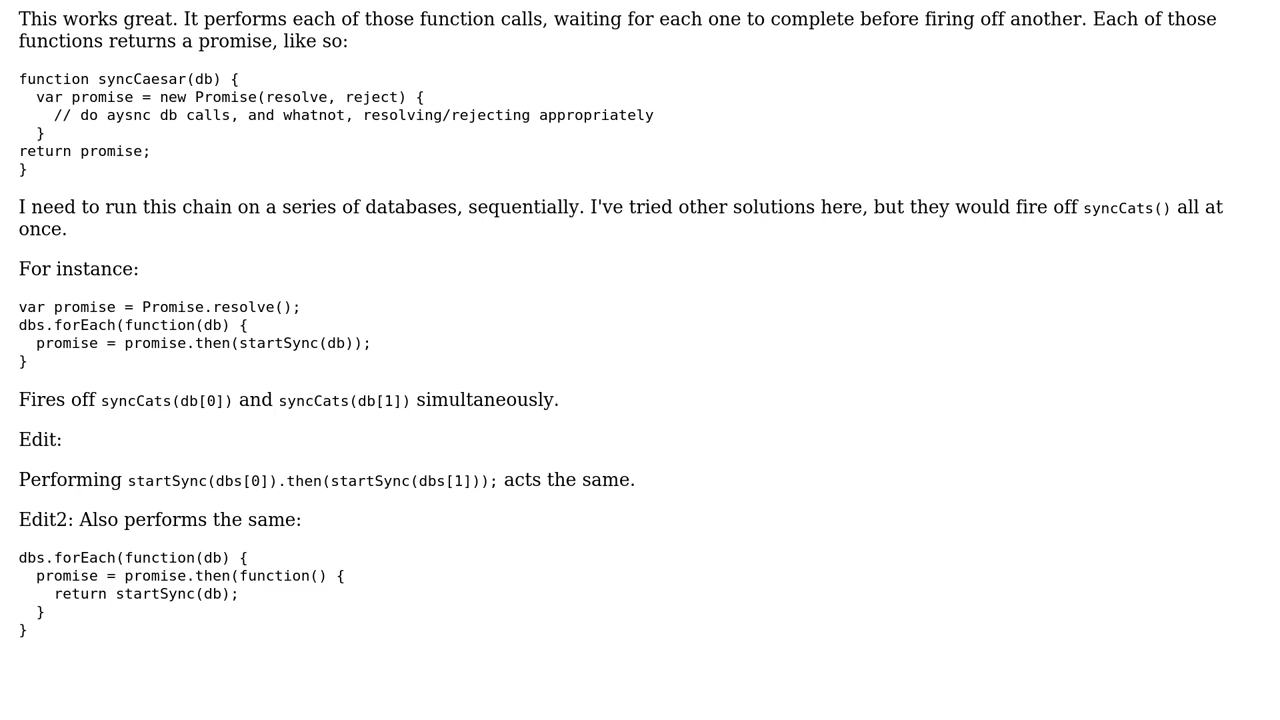 This works great. It performs each of those function calls, waiting for each one to complete before firing off another. Each of those
functions returns a promise, like so:
function syncCaesar(db) {
  var promise = new Promise(resolve, reject) {
    // do aysnc db calls, and whatnot, resolving/rejecting appropriately
  }
return promise;
}
I need to run this chain on a series of databases, sequentially. I've tried other solutions here, but they would fire off syncCats() all at
once.
For instance:
var promise = Promise.resolve();
dbs.forEach(function(db) {
  promise = promise.then(startSync(db));
}
Fires off syncCats(db[0]) and syncCats(db[1]) simultaneously.
Edit:
Performing startSync(dbs[0]).then(startSync(dbs[1])); acts the same.
Edit2: Also performs the same:
dbs.forEach(function(db) {
  promise = promise.then(function() {
    return startSync(db);
  }
}